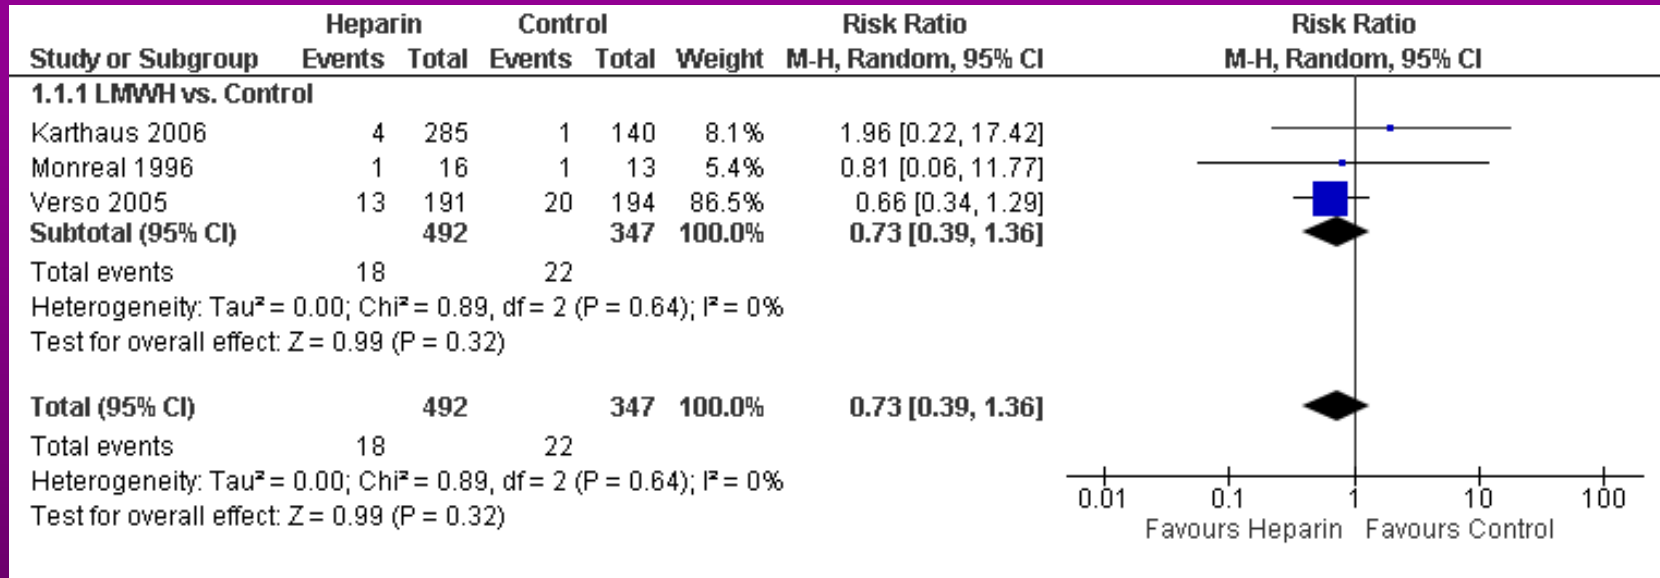 Heparin Control Risk Ratio Risk Ratio
Study or Subgroup Events Total Events Total Weight M-H, Random, 95% CI M-H, Random, 95% CI
1.1.1 LMWH vs. Control
Karthaus 2006 4 285 1 140 8.1% 1.96 [0.22, 17.42]
Monreal 1996 1 16 1 13 5.4% 0.81 [0.06, 11.77]
Verso 2005 13 191 20 194 86.5% 0.66 [0.34, 1.29]
Subtotal (95% CI) 492 347 100.0% 0.73 [0.39, 1.36]
Total events 18 22
Heterogeneity: Tau² = 0.00; Chi² = 0.89, df = 2 (P = 0.64); I² = 0%
Test for overall effect: Z = 0.99 (P = 0.32)
Total (95% CI) 492 347 100.0% 0.73 [0.39, 1.36]
Total events 18 22
Heterogeneity: Tau² = 0.00; Chi² = 0.89, df = 2 (P = 0.64); I² = 0%
Test for overall effect: Z = 0.99 (P = 0.32)
0.01 0.1 1 10 100
Favours Heparin Favours Control